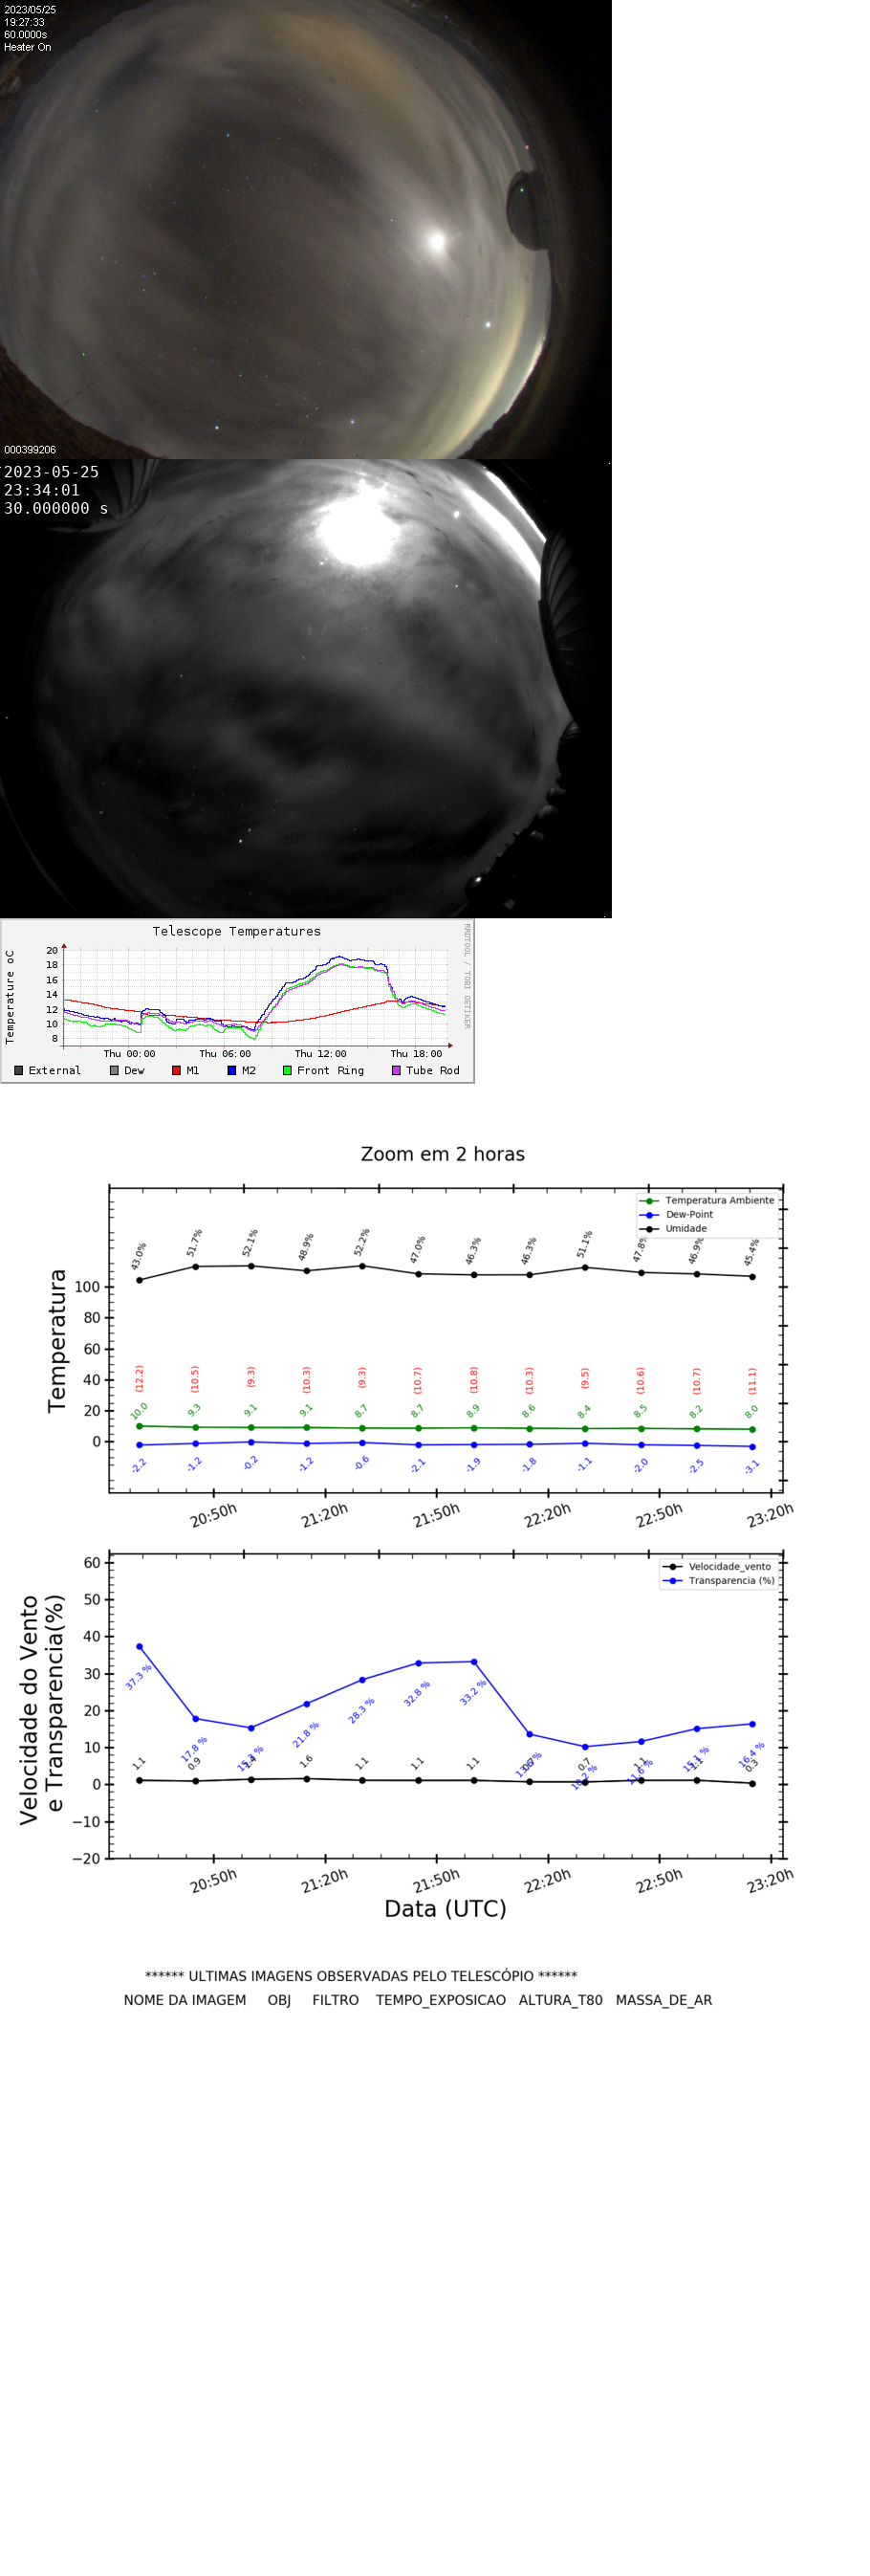 2023/05/25
19:27:33
60.0000s
Heater On
000399206
2023-05-25
23:34:01
30.000000 s
Telescope Temperatures
Temperature oC
RRDTOOL / TOBI OETIKER
20
18
16
14
12
10
8
Thu 00:00 Thu 06:00 Thu 12:00 Thu 18:00
External Dew M1 M2 Front Ring Tube Rod
Zoom em 2 horas
Temperatura
Temperatura Ambiente
Dew-Point
Umidade
43.0% 51.7% 52.1% 48.9% 52.2% 47.0% 46.3% 46.3% 51.1% 47.8% 46.9% 45.4%
100
80
60
40
20
0
(12.2) (10.5) (9.3) (10.3) (9.3) (10.7) (10.8) (10.3) (9.5) (10.6) (10.7) (11.1)
10.0 9.3 9.1 9.1 8.7 8.7 8.9 8.6 8.4 8.5 8.2 8.0
-2.2 -1.2 -0.2 -1.2 -0.6 -2.1 -1.9 -1.8 -1.1 -2.0 -2.5 -3.1
20:50h 21:20h 21:50h 22:20h 22:50h 23:20h
Velocidade do Vento
e Transparencia(%)
Velocidade_vento
Transparencia (%)
60
50
40
30
20
10
0
−10
−20
37.3 % 17.8 % 21.8 % 28.3 % 32.8 % 33.2 % 16.4 %
1.1 0.9 1.6 1.1 1.1 1.1 0.7 0.3
20:50h 21:20h 21:50h 22:20h 22:50h 23:20h
Data (UTC)
****** ULTIMAS IMAGENS OBSERVADAS PELO TELESCÓPIO ******
NOME DA IMAGEM OBJ FILTRO TEMPO_EXPOSICAO ALTURA_T80 MASSA_DE_AR